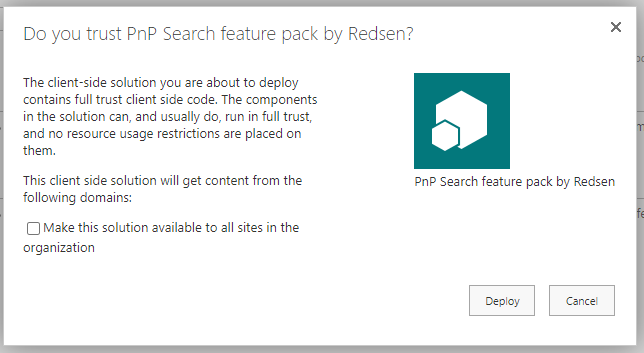 Do you trust PnP Search feature pack by Redsen?
The client-side solution you are about to deploy
contains full trust client side code. The components
in the solution can, and usually do, run in full trust,
and no resource usage restrictions are placed on
them.
PnP Search feature pack by Redsen
This client side solution will get content from the
following domains:
Make this solution available to all sites in the
organization
Deploy
Cancel